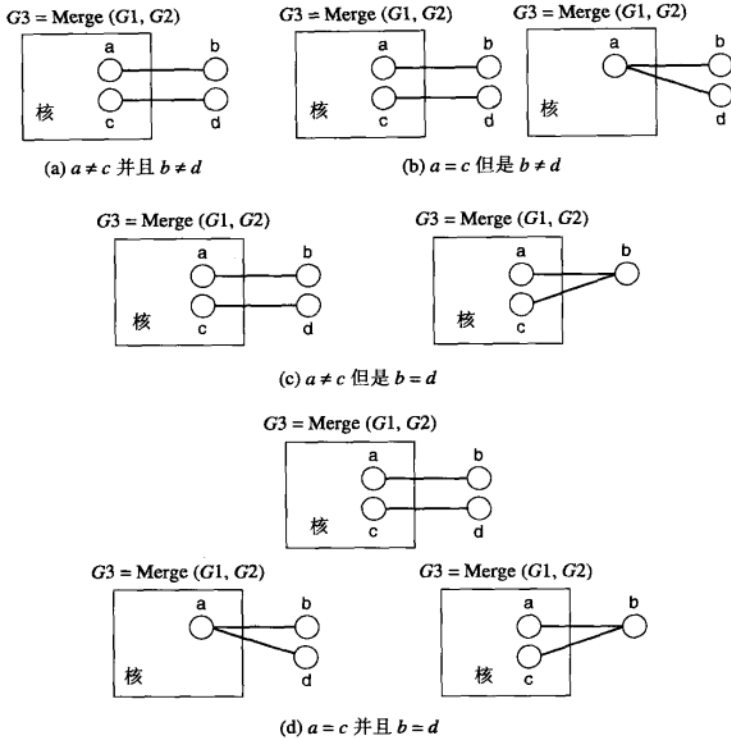 G3 = Merge (G1, G2)
a b
核
c d
(a) a ≠ c 并且 b ≠ d
G3 = Merge (G1, G2)
a b
核
c d
G3 = Merge (G1, G2)
a b
核
d
(b) a = c 但是 b ≠ d
G3 = Merge (G1, G2)
a b
核
c d
G3 = Merge (G1, G2)
a b
核
c
(c) a ≠ c 但是 b = d
G3 = Merge (G1, G2)
a b
核
c d
G3 = Merge (G1, G2)
a b
核
d
G3 = Merge (G1, G2)
a b
核
c
(d) a = c 并且 b = d